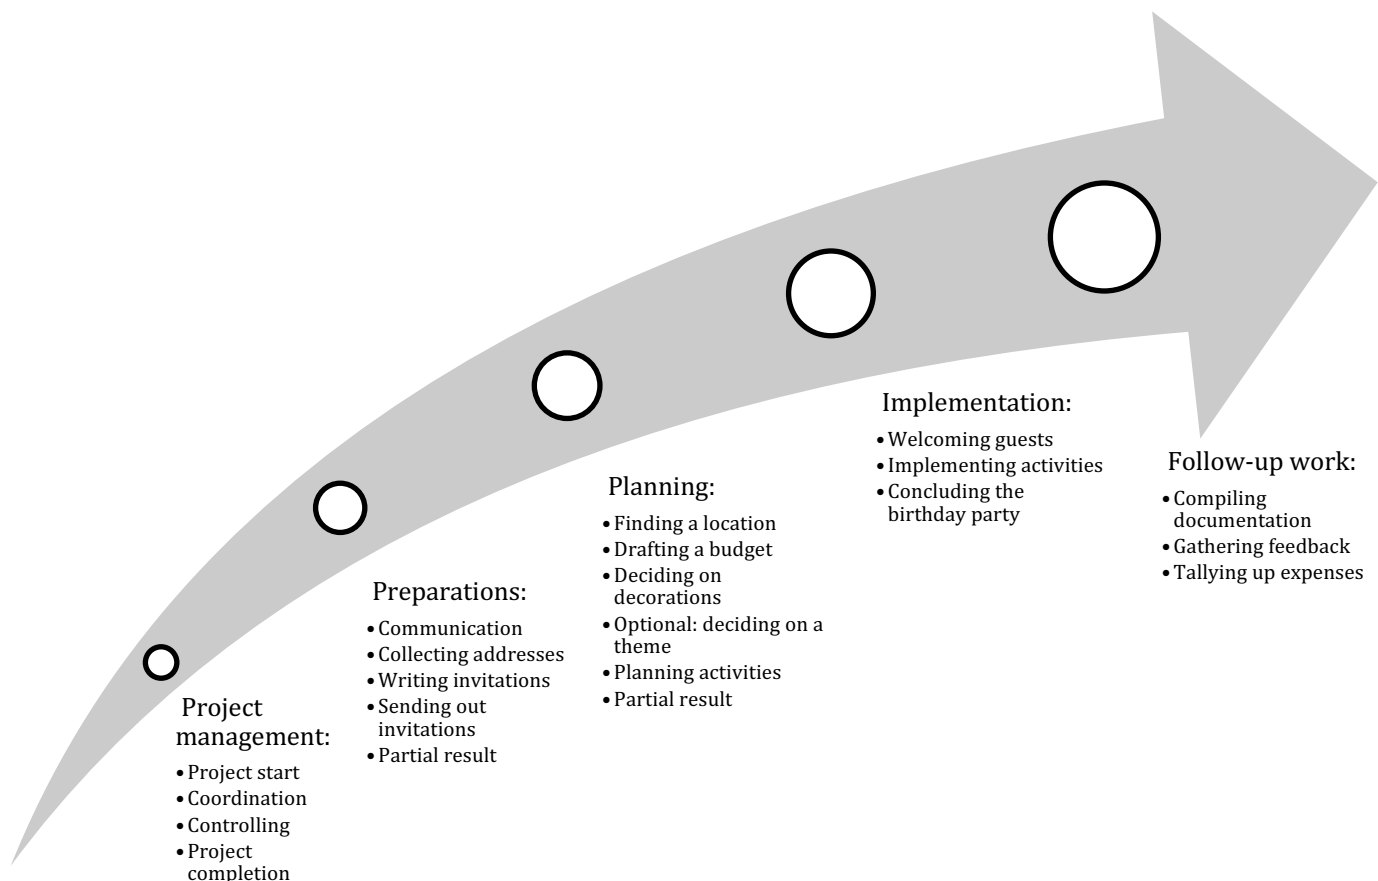 Project
management:
• Project start
• Coordination
• Controlling
• Project
completion
Preparations:
• Communication
• Collecting addresses
• Writing invitations
• Sending out
invitations
• Partial result
Planning:
• Finding a location
• Drafting a budget
• Deciding on
decorations
• Optional: deciding on a
theme
• Planning activities
• Partial result
Implementation:
• Welcoming guests
• Implementing activities
• Concluding the
birthday party
Follow-up work:
• Compiling
documentation
• Gathering feedback
• Tallying up expenses